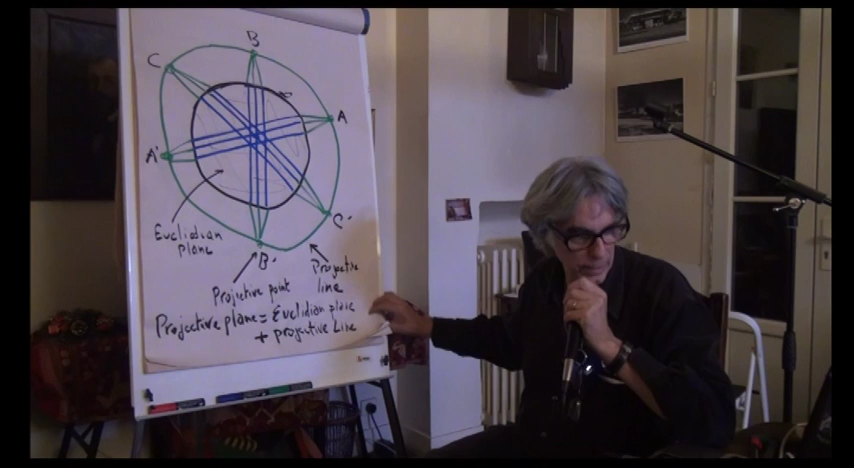 B
C
A
A'
C'
B'
Euclidian
Plane
Projective
line
Projective point
Projective plane = Euclidian plane
+ projective Line